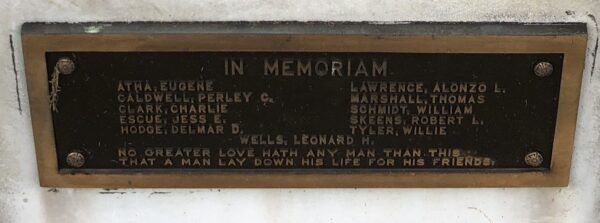 IN MEMORIAM
ATHA, EUGENE
CALDWELL, PERLEY C.
CLARK, CHARLIE
ESCUE, JESS E.
HODGE, DELMAR D.
LAWRENCE, ALONZO L.
MARSHALL, THOMAS
SCHMIDT, WILLIAM
SKEENS, ROBERT L.
TYLER, WILLIE
WELLS, LEONARD H.
NO GREATER LOVE HATH ANY MAN THAN THIS
THAT A MAN LAY DOWN HIS LIFE FOR HIS FRIENDS.